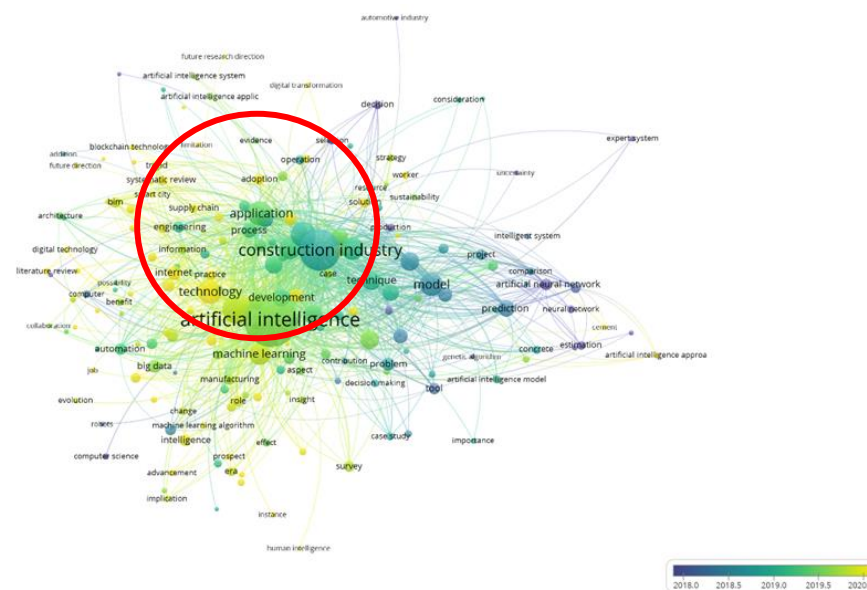 automotive industry
future research direction
artificial intelligence system
digital transformation
artificial intelligence applic
decision
consideration
evidence
selection
expert system
blockchain technology
limitation
addition
trend
operation
strategy
future direction
systematic review
adoption
worker
uncertainty
smart city
resource
sustainability
bim
supply chain
solution
architecture
application
engineering
process
production
intelligent system
digital technology
information
construction industry
project
literature review
internet
practice
case
comparison
possibility
technique
model
artificial neural network
computer
technology
development
benefit
prediction
neural network
collaboration
artificial intelligence
cement
automation
machine learning
genetic algorithm
concrete
estimation
artificial intelligence approa
job
big data
aspect
contribution
problem
manufacturing
decision making
artificial intelligence model
evolution
role
insight
tool
change
robots
machine learning algorithm
intelligence
effect
case study
importance
computer science
prospect
advancement
era
survey
implication
instance
human intelligence
2018.0 2018.5 2019.0 2019.5 2020